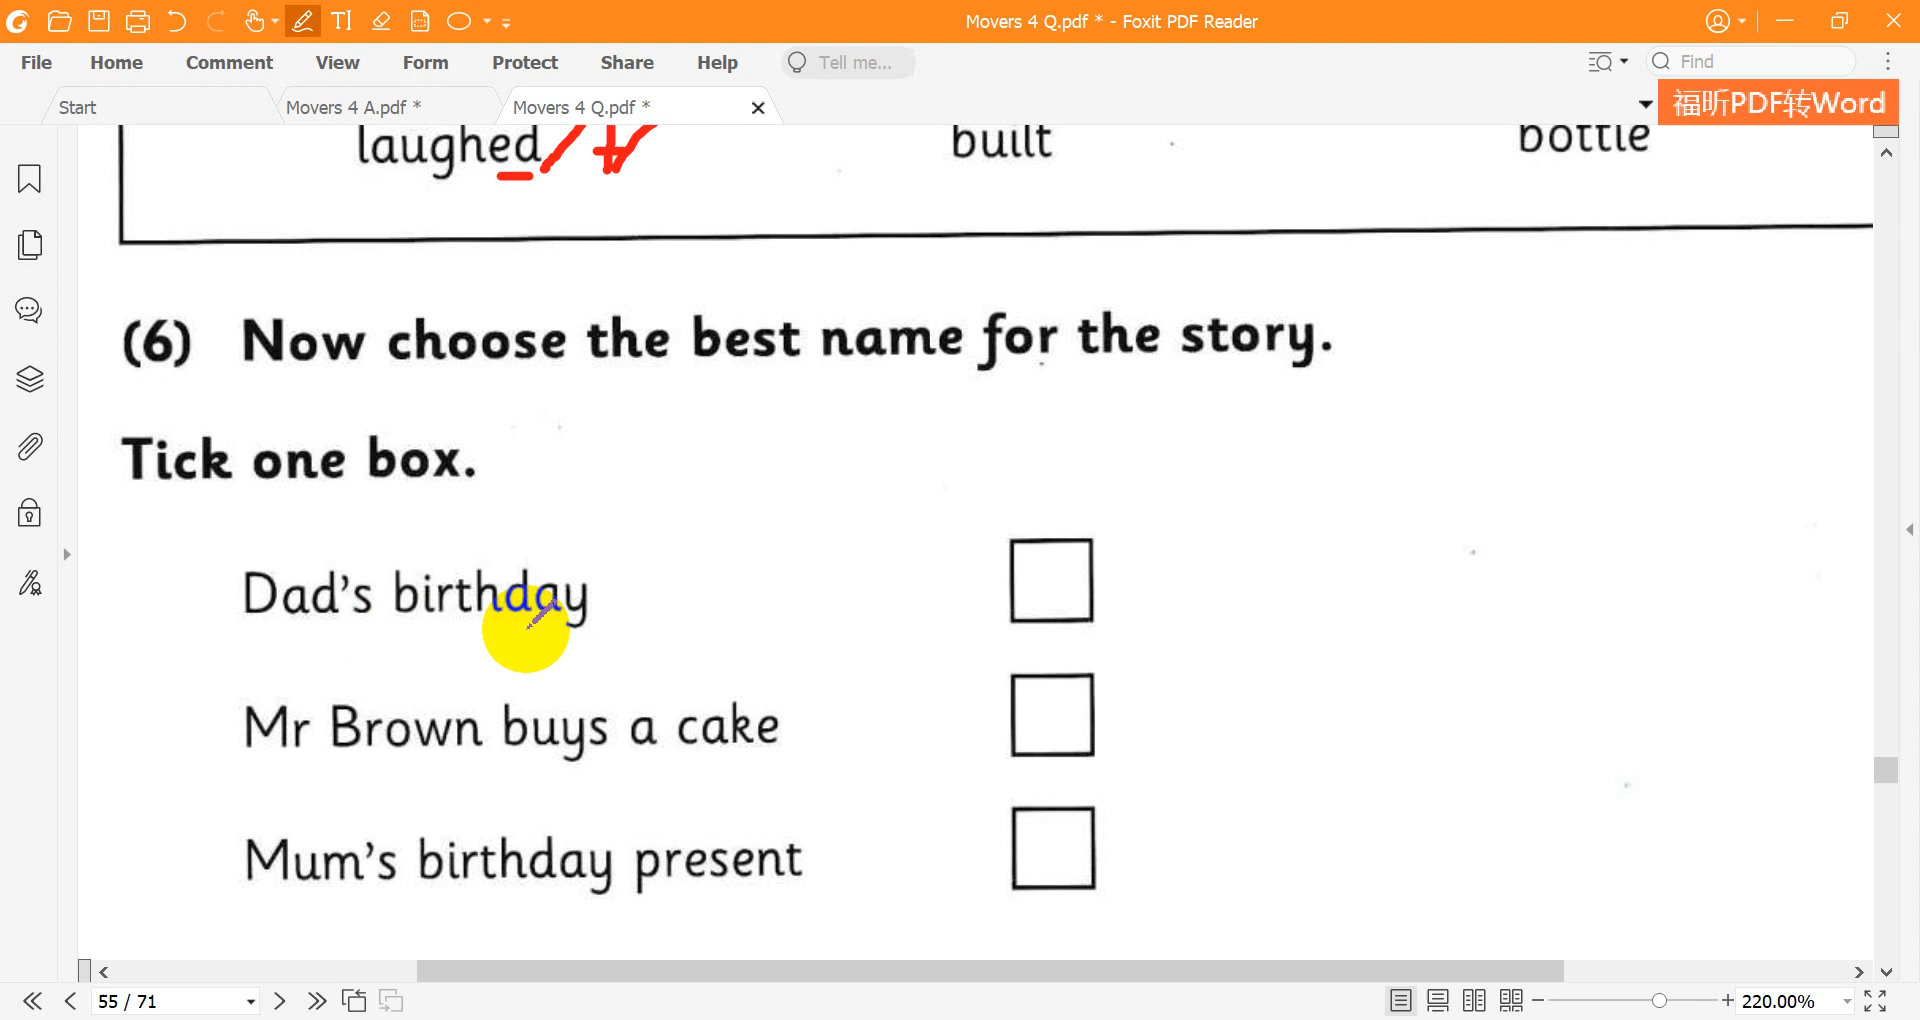 Movers 4 Q.pdf * - Foxit PDF Reader
File Home Comment View Form Protect Share Help Tell me... Find
Start Movers 4 A.pdf * Movers 4 Q.pdf * 福昕PDF转Word
laughed built bottle
(6) Now choose the best name for the story.
Tick one box.
Dad's birthday
Mr Brown buys a cake
Mum's birthday present
55 / 71 220.00%